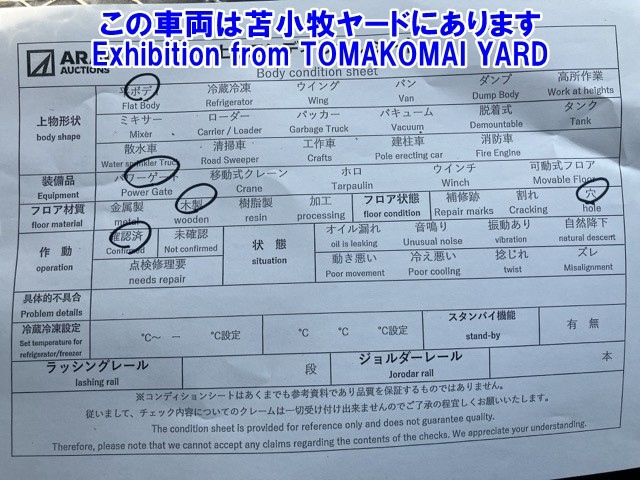 この車両は苫小牧ヤードにあります
Exhibition from TOMAKOMAI YARD
ARA
AUCTIONS
Body condition sheet
上物形状
body shape
平ボデ 冷蔵冷凍 ウイング バン ダンプ 高所作業
Flat Body Refrigerator Wing Van Dump Body Work at heights
ミキサー ローダー パッカー バキューム 脱着式 タンク
Mixer Carrier / Loader Garbage Truck Vacuum Demountable Tank
散水車 清掃車 工作車 建柱車 消防車
Water sprinkler Truck Road Sweeper Crafts Pole erecting car Fire Engine
装備品 パワーゲート 移動式クレーン ホロ ウインチ 可動式フロア
Equipment Power Gate Crane Tarpaulin Winch Movable Floor
フロア材質 金属製 木製 樹脂製 加工 フロア状態 補修跡 割れ 穴
floor material metal wooden resin processing floor condition Repair marks Cracking hole
作動
operation
確認済 未確認
Confirmed Not confirmed
点検修理要
needs repair
状態
situation
オイル漏れ 音鳴り 振動あり 自然降下
oil is leaking Unusual noise vibration natural descent
動き悪い 冷え悪い 捻じれ ズレ
Poor movement Poor cooling twist Misalignment
具体的不具合
Problem details
冷蔵冷凍設定
Set temperature for
refrigerator/freezer
℃～ － ℃設定 ℃ ℃ ℃設定
スタンバイ機能
stand-by
有 無
ラッシングレール
lashing rail
段
ジョルダーレール
Jorodar rail
本
※コンディションシートはあくまでも参考資料であり品質を保証するものではありません。
従いまして、チェック内容についてのクレームは一切受け付け出来ませんのでご了承の程宜しくお願いいたします。
The condition sheet is provided for reference only and does not guarantee quality.
Therefore, please note that we cannot accept any claims regarding the contents of the checks. We appreciate your understanding.